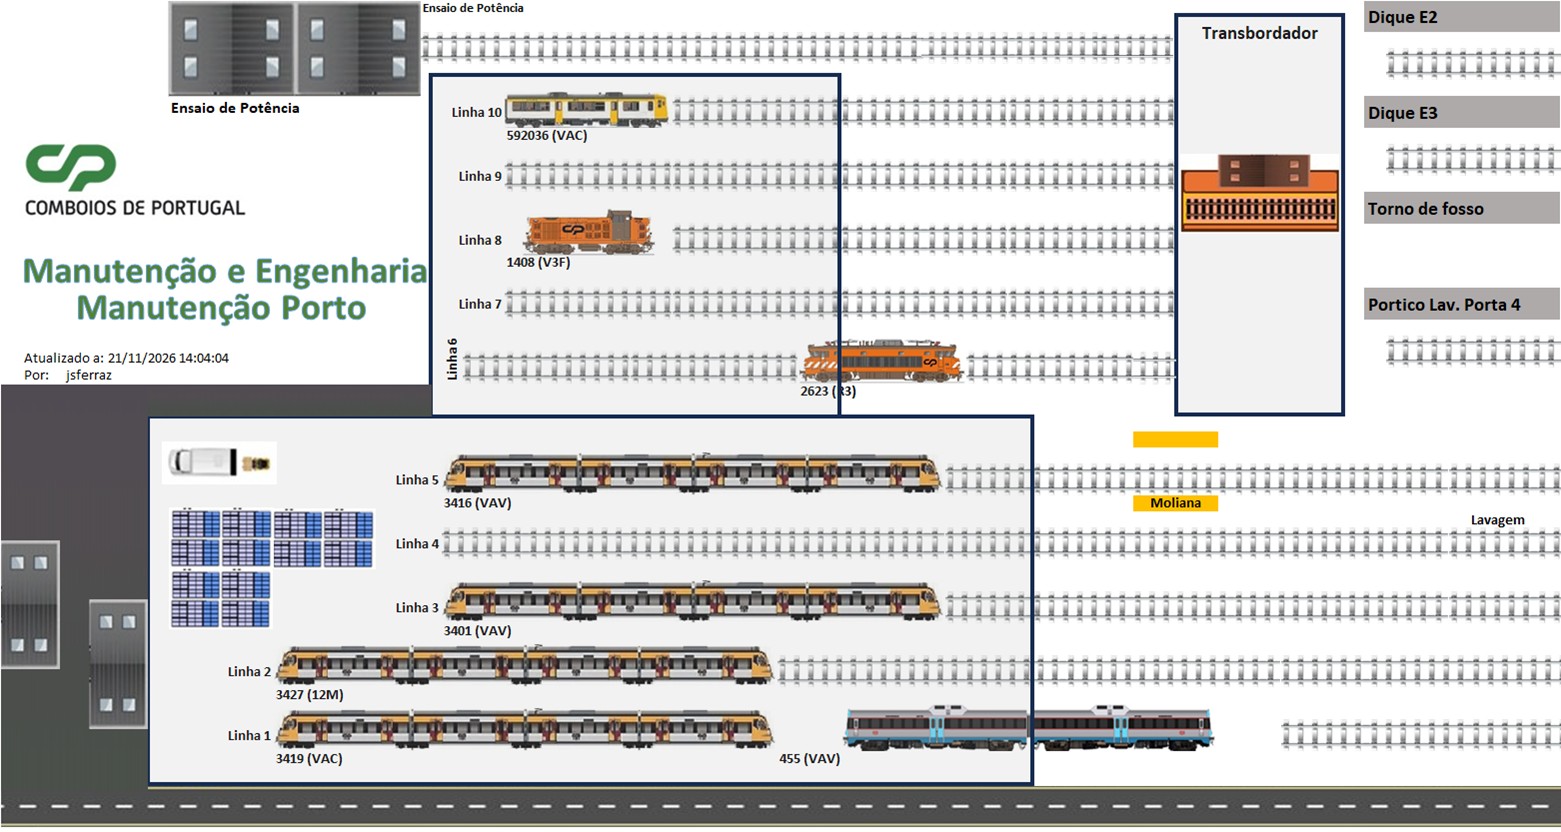 Ensaio de Potência
Transbordador
Dique E2
Ensaio de Potência
Linha 10
592036 (VAC)
Dique E3
CP
COMBOIOS DE PORTUGAL
Linha 9
Torno de fosso
Linha 8
CP
1408 (V3F)
Manutenção e Engenharia
Manutenção Porto
Linha 7
Portico Lav. Porta 4
Atualizado a: 21/11/2026 14:04:04
Por: jsferraz
Linha 6
CP
2623 (R3)
Linha 5
3416 (VAV)
Moliana
Lavagem
Linha 4
Linha 3
3401 (VAV)
Linha 2
3427 (12M)
Linha 1
3419 (VAC)
455 (VAV)